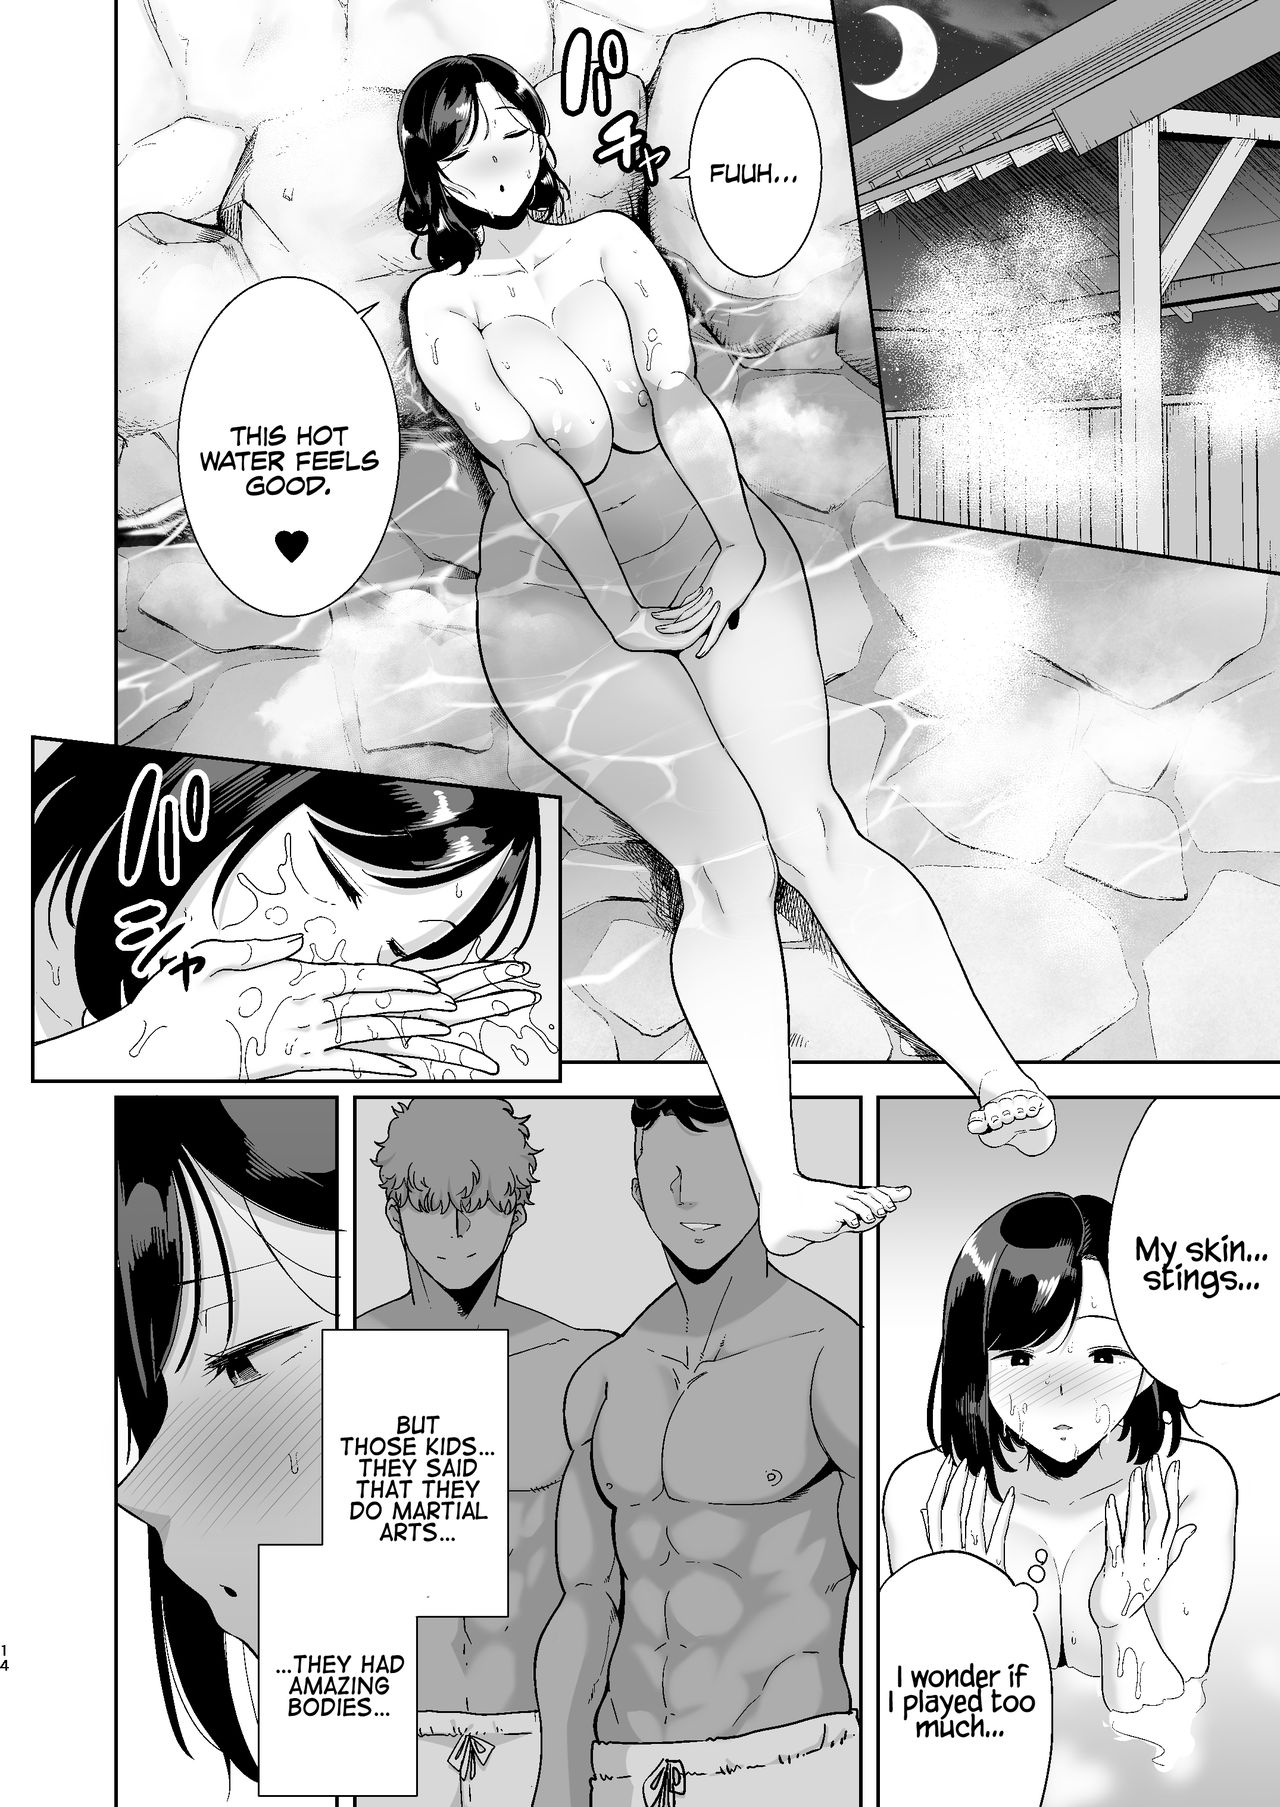 パ
チャ
FUUH...
THIS HOT
WATER FEELS
GOOD.
♥
パ
シャ
My skin...
stings...
I wonder if
I played too
much...
BUT
THOSE KIDS...
THEY SAID
THAT THEY
DO MARTIAL
ARTS...
...THEY HAD
AMAZING
BODIES...
14